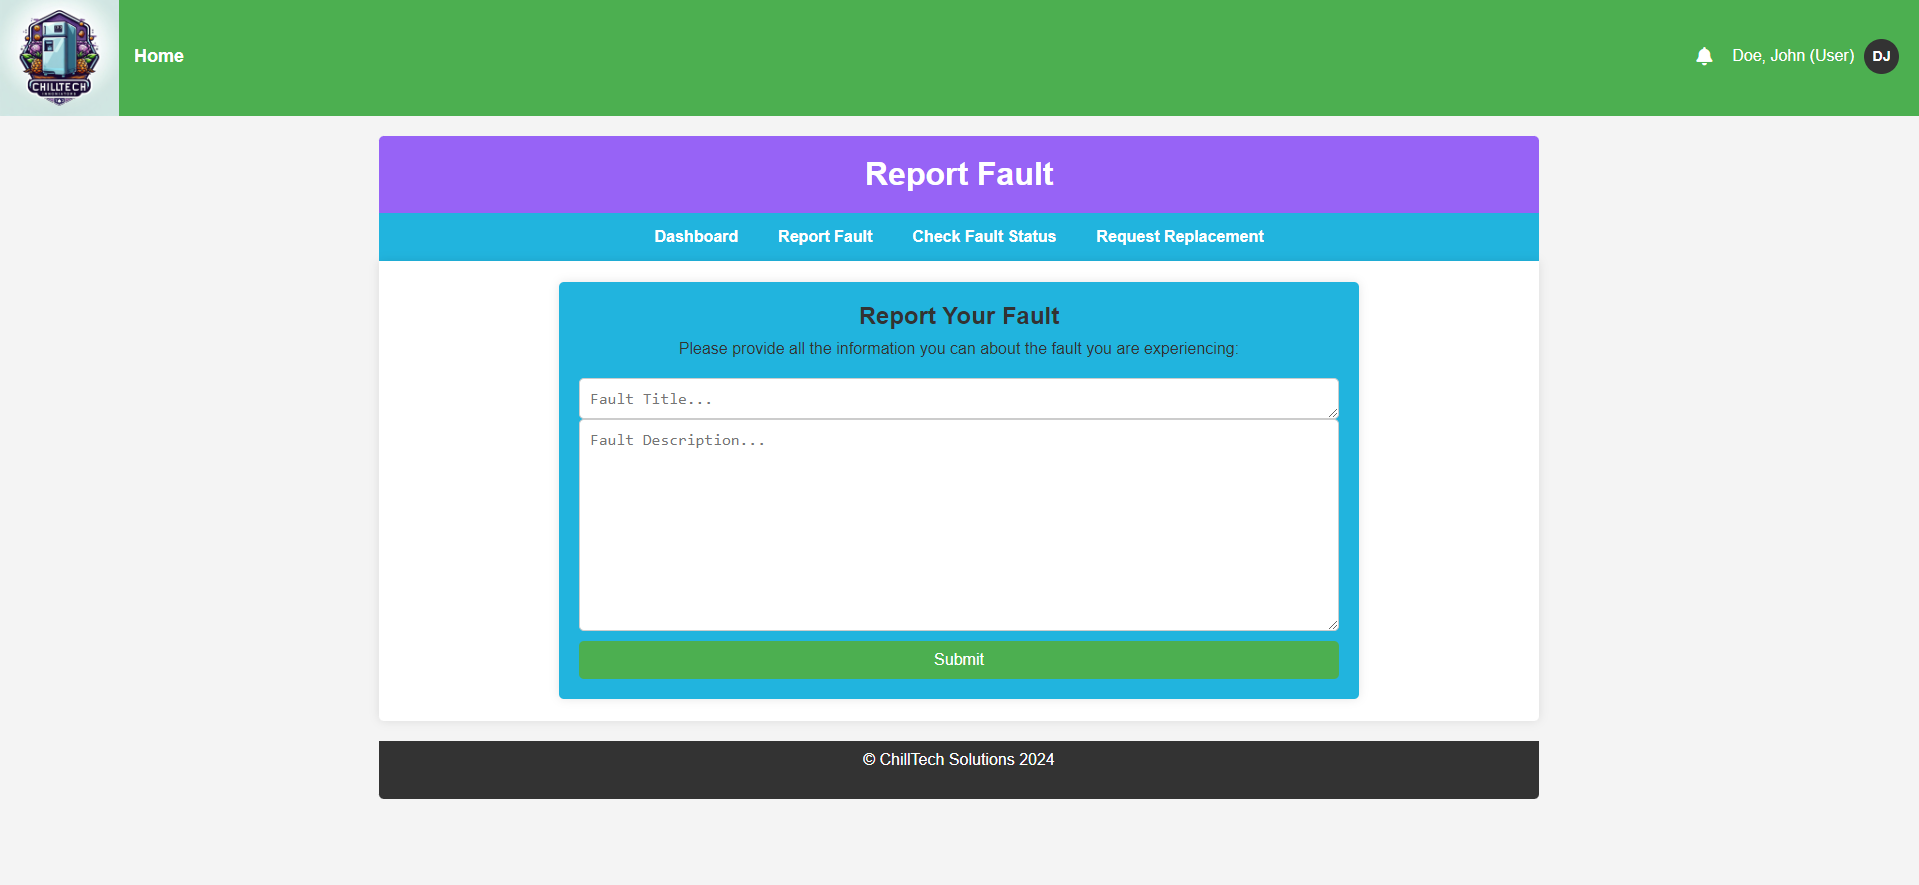 CHILLTECH
Home
Doe, John (User)
DJ
Report Fault
Dashboard
Report Fault
Check Fault Status
Request Replacement
Report Your Fault
Please provide all the information you can about the fault you are experiencing:
Fault Title...
Fault Description...
Submit
© ChillTech Solutions 2024